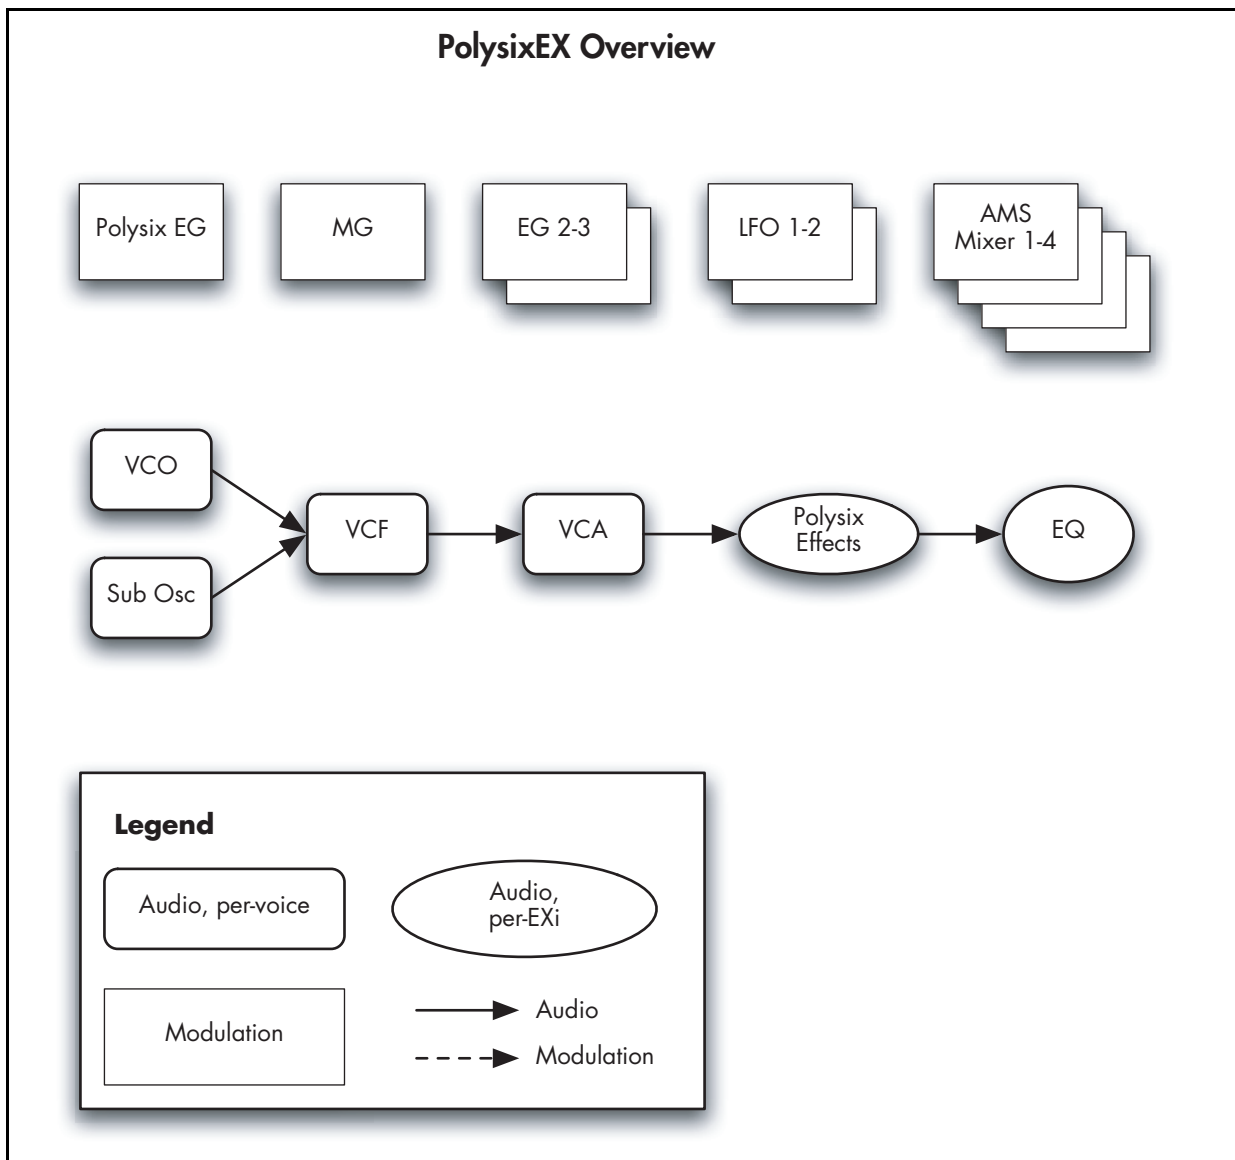 PolysixEX Overview
Polysix EG
MG
EG 2-3
LFO 1-2
AMS
Mixer 1-4
VCO
Sub Osc
VCF
VCA
Polysix
Effects
EQ
Legend
Audio, per-voice
Audio,
per-EXi
Modulation
Audio
Modulation